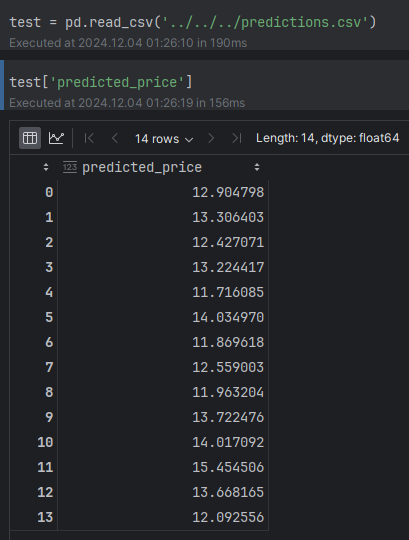 test = pd.read_csv('../../../predictions.csv')
Executed at 2024.12.04 01:26:10 in 190ms
test['predicted_price']
Executed at 2024.12.04 01:26:19 in 156ms
14 rows Length: 14, dtype: float64
123 predicted_price
0 12.904798
1 13.306403
2 12.427071
3 13.224417
4 11.716085
5 14.034970
6 11.869618
7 12.559003
8 11.963204
9 13.722476
10 14.017092
11 15.454506
12 13.668165
13 12.092556